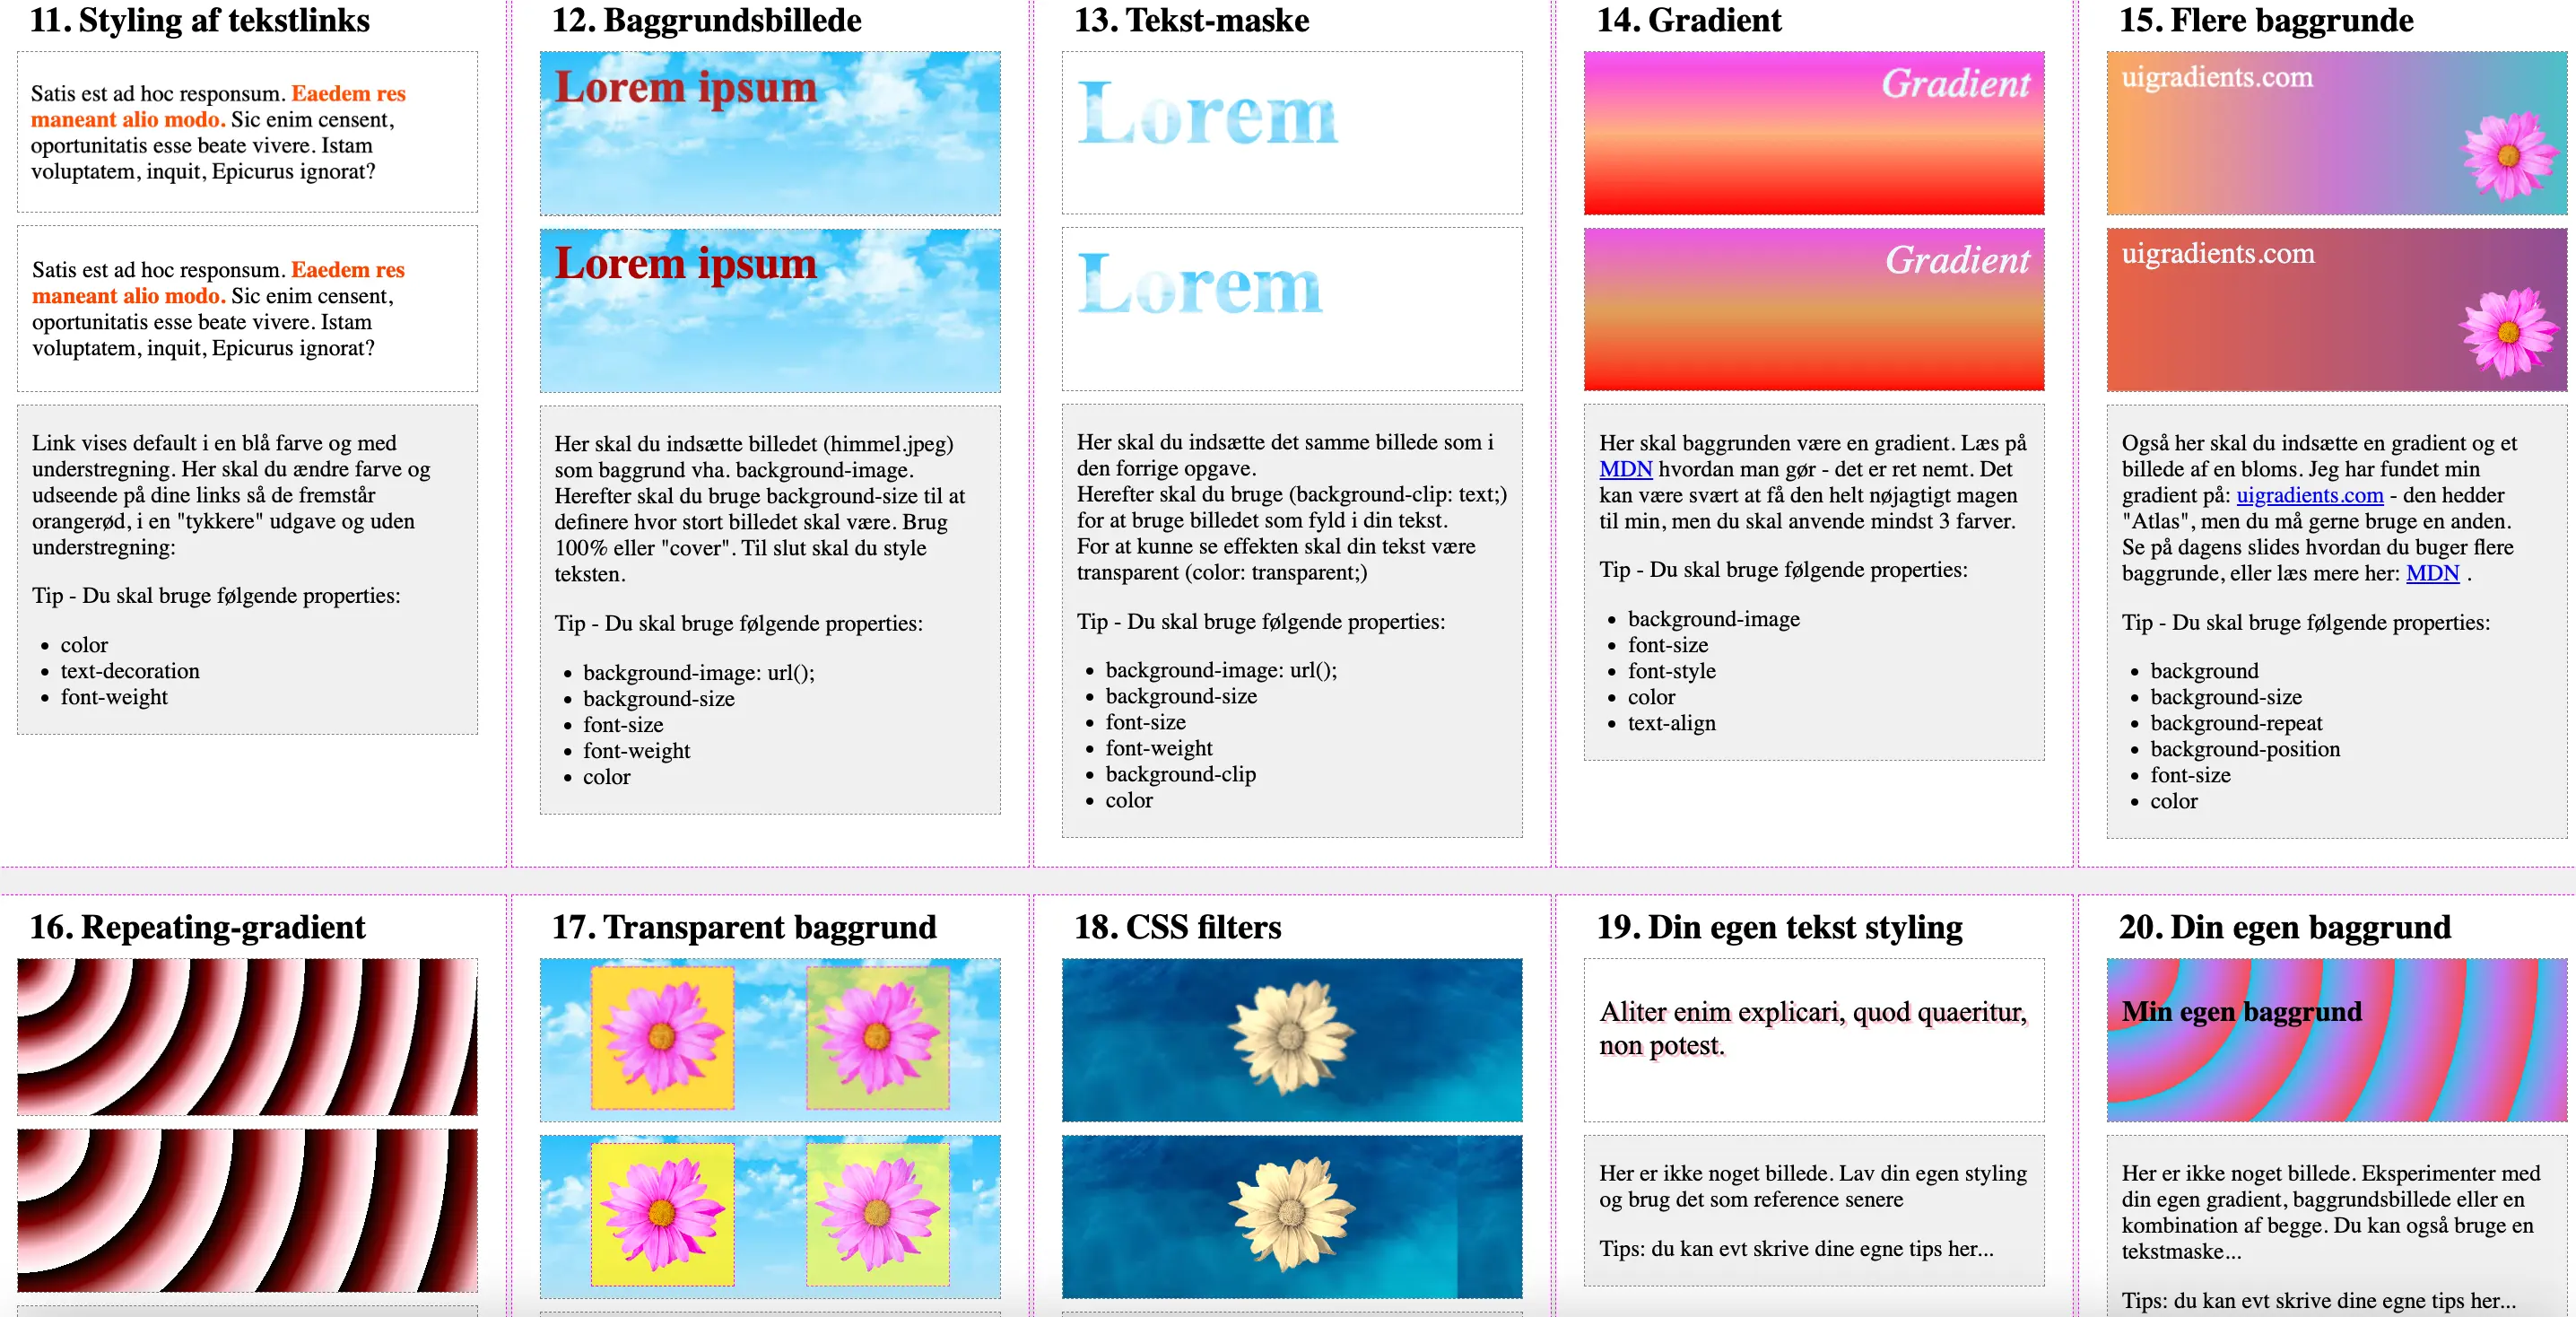 11. Styling af tekstlinks
Satis est ad hoc responsum. Eaedem res
maneant alio modo. Sic enim censent,
oportunitatis esse beate vivere. Istam
voluptatem, inquit, Epicurus ignorat?
Satis est ad hoc responsum. Eaedem res
maneant alio modo. Sic enim censent,
oportunitatis esse beate vivere. Istam
voluptatem, inquit, Epicurus ignorat?
Link vises default i en blå farve og med
understregning. Her skal du ændre farve og
udseende på dine links så de fremstår
orangerød, i en "tykkere" udgave og uden
understregning:
Tip - Du skal bruge følgende properties:
• color
• text-decoration
• font-weight
12. Baggrundsbillede
Lorem ipsum
Lorem ipsum
Her skal du indsætte billedet (himmel.jpeg)
som baggrund vha. background-image.
Herefter skal du bruge background-size til at
definere hvor stort billedet skal være. Brug
100% eller "cover". Til slut skal du style
teksten.
Tip - Du skal bruge følgende properties:
• background-image: url();
• background-size
• font-size
• font-weight
• color
13. Tekst-maske
Lorem
Lorem
Her skal du indsætte det samme billede som i
den forrige opgave.
Herefter skal du bruge (background-clip: text;)
for at bruge billedet som fyld i din tekst.
For at kunne se effekten skal din tekst være
transparent (color: transparent;)
Tip - Du skal bruge følgende properties:
• background-image: url();
• background-size
• font-size
• font-weight
• background-clip
• color
14. Gradient
Gradient
Gradient
Her skal baggrunden være en gradient. Læs på
MDN hvordan man gør - det er ret nemt. Det
kan være svært at få den helt nøjagtigt magen
til min, men du skal anvende mindst 3 farver.
Tip - Du skal bruge følgende properties:
• background-image
• font-size
• font-style
• color
• text-align
15. Flere baggrunde
uigradients.com
uigradients.com
Også her skal du indsætte en gradient og et
billede af en bloms. Jeg har fundet min
gradient på: uigradients.com - den hedder
"Atlas", men du må gerne bruge en anden.
Se på dagens slides hvordan du buger flere
baggrunde, eller læs mere her: MDN .
Tip - Du skal bruge følgende properties:
• background
• background-size
• background-repeat
• background-position
• font-size
• color
16. Repeating-gradient
17. Transparent baggrund
18. CSS filters
19. Din egen tekst styling
Aliter enim explicari, quod quaeritur,
non potest.
Her er ikke noget billede. Lav din egen styling
og brug det som reference senere
Tips: du kan evt skrive dine egne tips her...
20. Din egen baggrund
Min egen baggrund
Her er ikke noget billede. Eksperimenter med
din egen gradient, baggrundsbillede eller en
kombination af begge. Du kan også bruge en
tekstmaske...
Tips: du kan evt skrive dine egne tips her...